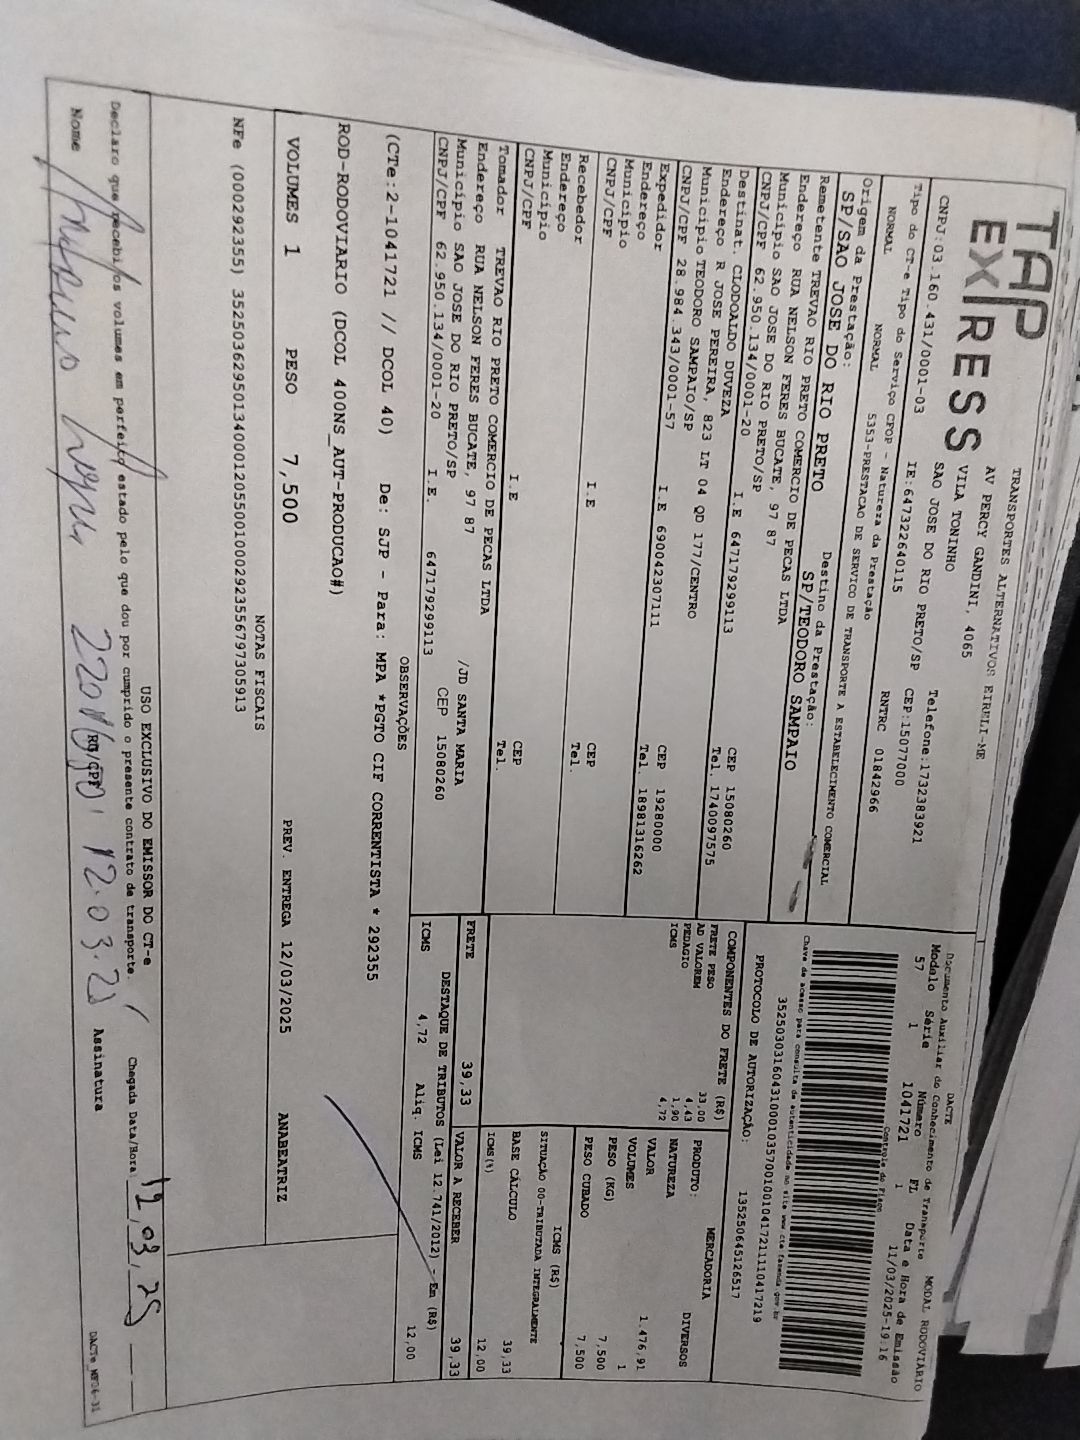 TAP
EXPRESS
TRANSPORTES ALTERNATIVOS EIRELI-ME
AV PERCY GANDINI, 4065
VILA TONINHO
SAO JOSE DO RIO PRETO/SP Telefone:1732383921
CNPJ:03.160.431/0001-03 IE:647322640115 CEP:15077000
RNTRC 01842966
Tipo do CT-e Tipo do Serviço CFOP - Natureza da Prestação
NORMAL NORMAL 5353-PRESTACAO DE SERVICO DE TRANSPORTE A ESTABELECIMENTO COMERCIAL
Origem da Prestação: Destino da Prestação:
SP/SAO JOSE DO RIO PRETO SP/TEODORO SAMPAIO
DACTE MODAL RODOVIÁRIO
Documento Auxiliar do Conhecimento de Transporte
Modelo Série Número FL Data e Hora de Emissão
57 1 1041721 1 11/03/2025-19:16
Controle do Fisco
Chave de acesso para consulta de autenticidade no site www.cte.fazenda.gov.br
35250303160431000103570010010417211110417219
PROTOCOLO DE AUTORIZAÇÃO: 135250645126517
Remetente TREVAO RIO PRETO COMERCIO DE PECAS LTDA
Endereço RUA NELSON FERES BUCATE, 97 87
Município SAO JOSE DO RIO PRETO/SP CEP 15080260
CNPJ/CPF 62.950.134/0001-20 I.E 647179299113 Tel. 1740097575
Destinat. CLODOALDO DUVEZA
Endereço R JOSE PEREIRA, 823 LT 04 QD 177/CENTRO
Município TEODORO SAMPAIO/SP CEP 19280000
CNPJ/CPF 28.984.343/0001-57 I.E 690042307111 Tel. 18981316262
Expedidor
Endereço
Município CEP
CNPJ/CPF I.E Tel.
Recebedor
Endereço
Município CEP
CNPJ/CPF I.E Tel.
Tomador TREVAO RIO PRETO COMERCIO DE PECAS LTDA
Endereço RUA NELSON FERES BUCATE, 97 87 /JD SANTA MARIA
Município SAO JOSE DO RIO PRETO/SP CEP 15080260
CNPJ/CPF 62.950.134/0001-20 I.E. 647179299113
COMPONENTES DO FRETE (R$)
FRETE PESO 33,00
AD VALOREM 4,43
PEDAGIO 1,90
ICMS 4,72
PRODUTO: MERCADORIA
NATUREZA DIVERSOS
VALOR 1.476,91
VOLUMES 1
PESO (KG) 7,500
PESO CUBADO 7,500
ICMS (R$)
SITUAÇÃO 00-TRIBUTADA INTEGRALMENTE
BASE CÁLCULO 39,33
ICMS(%) 12,00
FRETE 39,33 VALOR A RECEBER 39,33
DESTAQUE DE TRIBUTOS (Lei 12.741/2012) - Em (R$)
ICMS 4,72 Aliq. ICMS 12,00
OBSERVAÇÕES
(CTe:2-1041721 // DCOL 40) De: SJP - Para: MPA *PGTO CIF CORRENTISTA * 292355
ROD-RODOVIARIO (DCOL 400NS_AUT-PRODUCAO#)
VOLUMES 1 PESO 7,500 PREV. ENTREGA 12/03/2025 ANABEATRIZ
NOTAS FISCAIS
NFe (000292355) 35250362950134000120550010002923556797305913
USO EXCLUSIVO DO EMISSOR DO CT-e
Declaro que recebi os volumes em perfeito estado pelo que dou por cumprido o presente contrato de transporte. Chegada Data/Hora 12,03,25
Nome RG/CPF 12.03.25 Assinatura